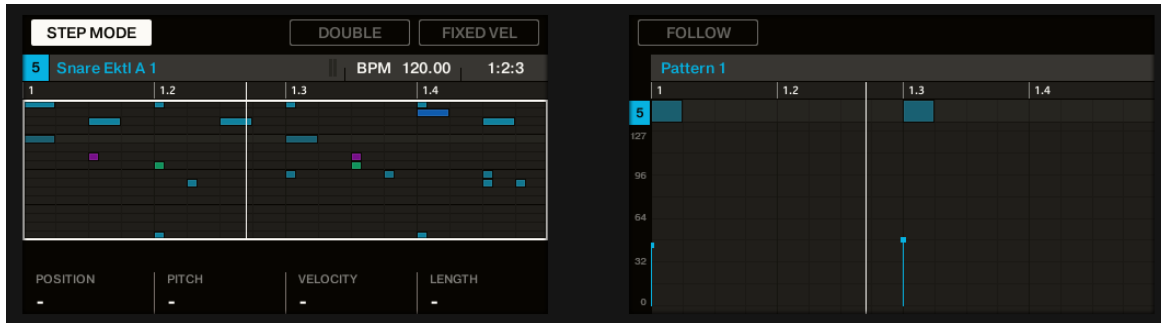 STEP MODE DOUBLE FIXED VEL
5 Snare Ektl A 1 BPM 120.00 1:2:3
1 1.2 1.3 1.4
POSITION PITCH VELOCITY LENGTH
- - - -
FOLLOW
Pattern 1
1 1.2 1.3 1.4
5
127
96
64
32
0